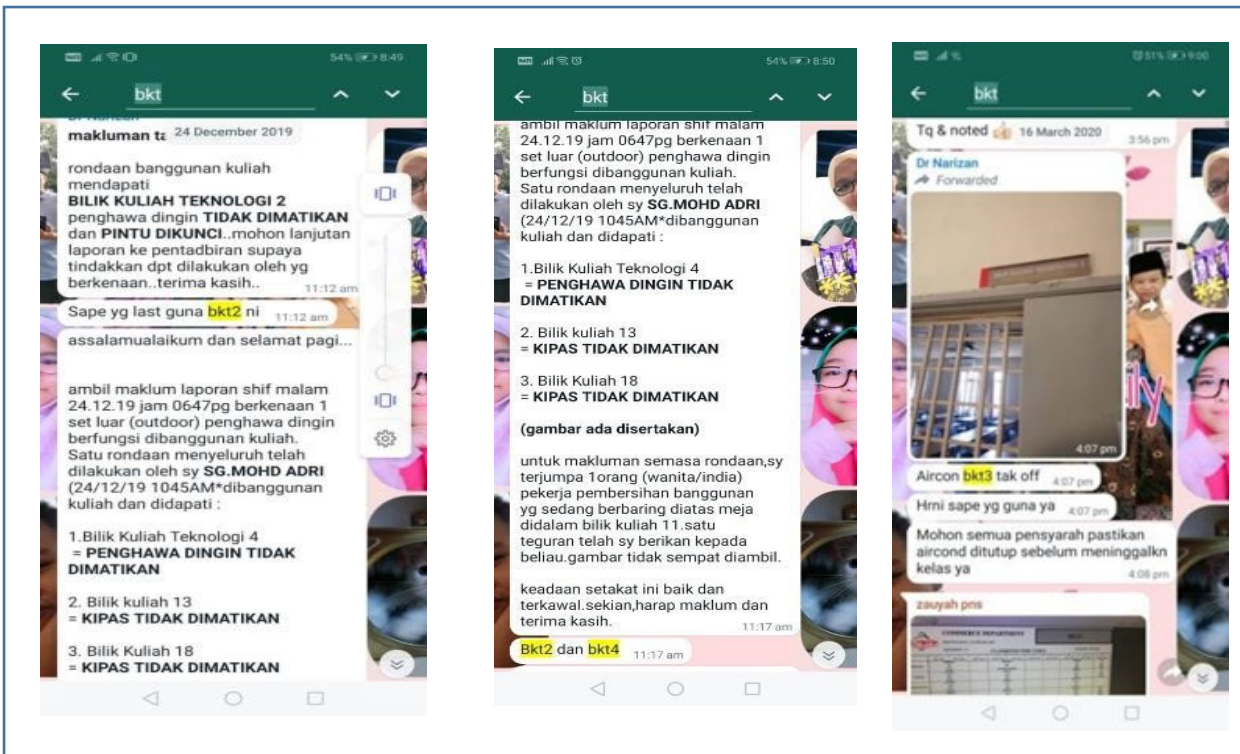 54% 8:49
bkt
makluman ta 24 December 2019
rondaan banggunan kuliah
mendapati
BILIK KULIAH TEKNOLOGI 2
penghawa dingin TIDAK DIMATIKAN
dan PINTU DIKUNCI..mohon lanjutan
laporan ke pentadbiran supaya
tindakkan dpt dilakukan oleh yg
berkenaan..terima kasih..
11:12 am
Sape yg last guna bkt2 ni 11:12 am
assalamualaikum dan selamat pagi...
ambil maklum laporan shif malam
24.12.19 jam 0647pg berkenaan 1
set luar (outdoor) penghawa dingin
berfungsi dibanggunan kuliah.
Satu rondaan menyeluruh telah
dilakukan oleh sy SG.MOHD ADRI
(24/12/19 1045AM*dibanggunan
kuliah dan didapati :
1.Bilik Kuliah Teknologi 4
= PENGHAWA DINGIN TIDAK
DIMATIKAN
2. Bilik kuliah 13
= KIPAS TIDAK DIMATIKAN
3. Bilik Kuliah 18
= KIPAS TIDAK DIMATIKAN
54% 8:50
bkt
ambil maklum laporan shif malam
24.12.19 jam 0647pg berkenaan 1
set luar (outdoor) penghawa dingin
berfungsi dibanggunan kuliah.
Satu rondaan menyeluruh telah
dilakukan oleh sy SG.MOHD ADRI
(24/12/19 1045AM*dibanggunan
kuliah dan didapati :
1.Bilik Kuliah Teknologi 4
= PENGHAWA DINGIN TIDAK
DIMATIKAN
2. Bilik kuliah 13
= KIPAS TIDAK DIMATIKAN
3. Bilik Kuliah 18
= KIPAS TIDAK DIMATIKAN
(gambar ada disertakan)
untuk makluman semasa rondaan,sy
terjumpa 1orang (wanita/india)
pekerja pembersihan banggunan
yg sedang berbaring diatas meja
didalam bilik kuliah 11.satu
teguran telah sy berikan kepada
beliau.gambar tidak sempat diambil.
keadaan setakat ini baik dan
terkawal.sekian,harap maklum dan
terima kasih.
11:17 am
Bkt2 dan bkt4 11:17 am
51% 9:00
bkt
Tq & noted 16 March 2020 3:56 pm
Dr Narizan
Forwarded
4:07 pm
Aircon bkt3 tak off 4:07 pm
Hrni sape yg guna ya 4:07 pm
Mohon semua pensyarah pastikan
aircond ditutup sebelum meninggalkn
kelas ya
4:08 pm
zauyah pns
COMMERCE DEPARTMENT